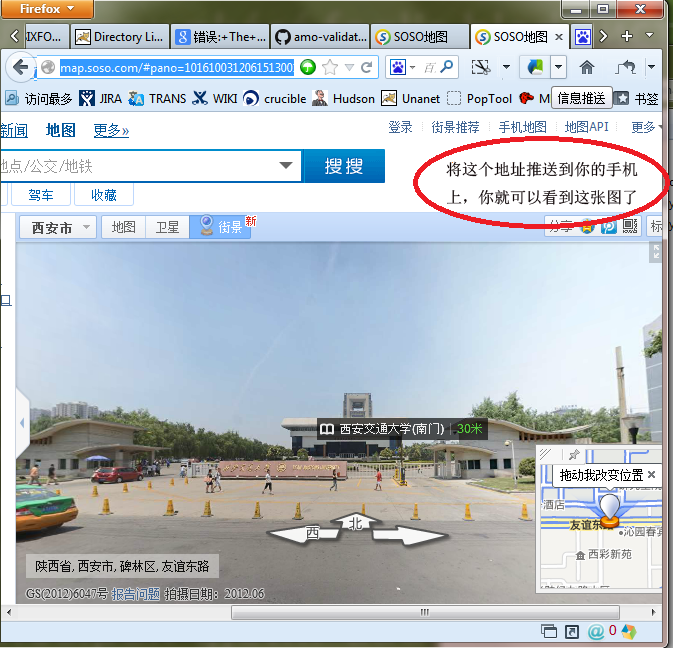 Firefox
IXFO...
Directory Li...
错误:+The+...
amo-validat...
SOSO地图
SOSO地图
map.soso.com/#pano=101610031206151300
百.
访问最多
JIRA
TRANS
WIKI
crucible
Hudson
Unanet
PopTool
M
信息推送
书签
新闻
地图
更多»
登录
街景推荐
手机地图
地图API
更多
地点/公交/地铁
搜搜
将这个地址推送到你的手机
上，你就可以看到这张图了
驾车
收藏
西安市
地图
卫星
街景
新
分享
标
西安交通大学(南门)
30米
拖动我改变位置
酒店
友谊东路
沁园春
西彩新苑
西
北
陕西省, 西安市, 碑林区, 友谊东路
GS(2012)6047号 报告问题 拍摄日期: 2012.06
0